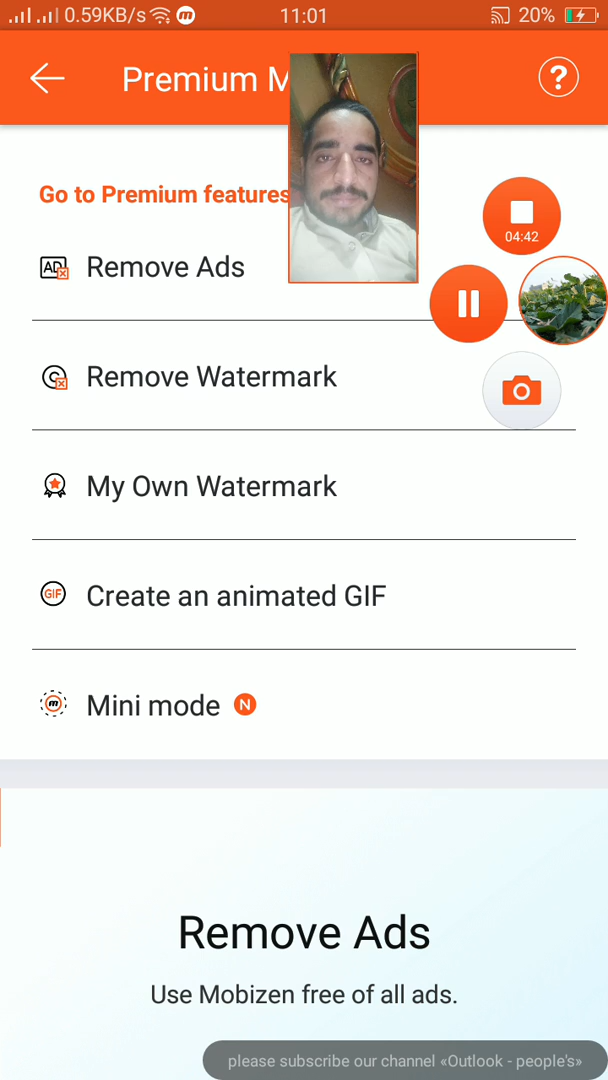 0.59KB/s 11:01 20%
Premium M
?
Go to Premium features
04:42
AD Remove Ads
Remove Watermark
My Own Watermark
GIF Create an animated GIF
m Mini mode N
Remove Ads
Use Mobizen free of all ads.
please subscribe our channel «Outlook - people's»